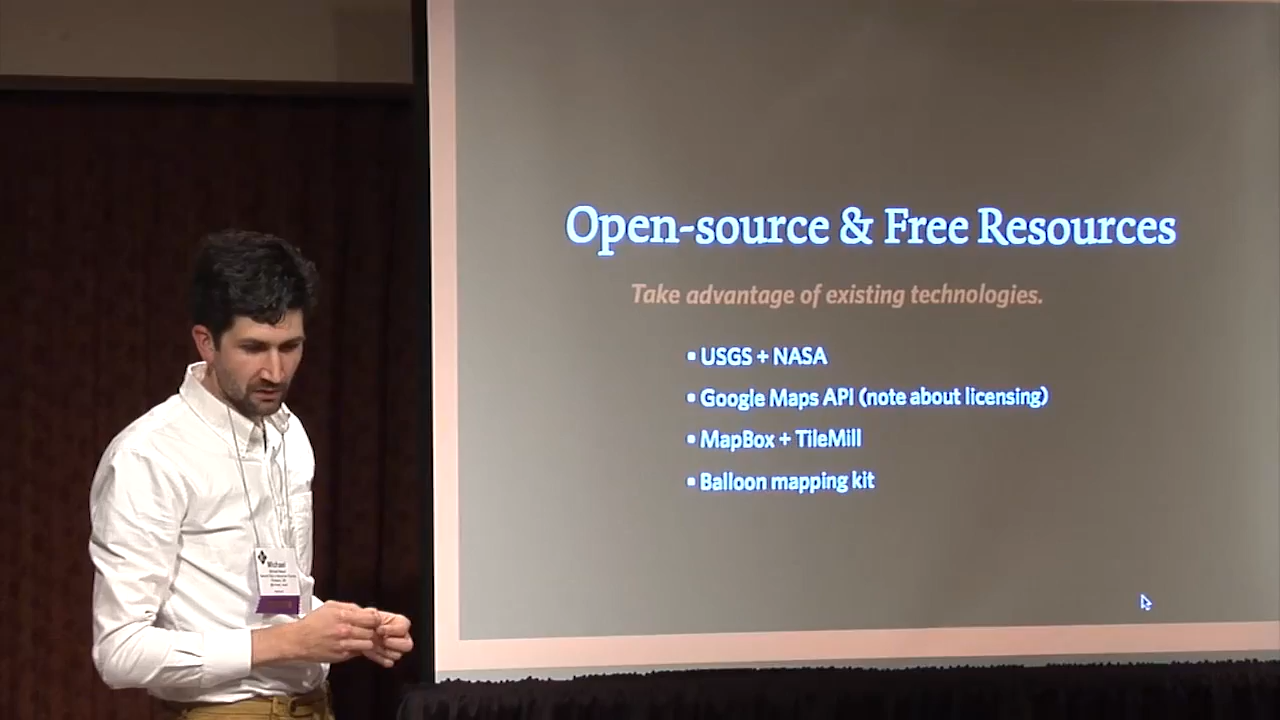 Open-source & Free Resources
Take advantage of existing technologies.
▪ USGS + NASA
▪ Google Maps API (note about licensing)
▪ MapBox + TileMill
▪ Balloon mapping kit
Michael